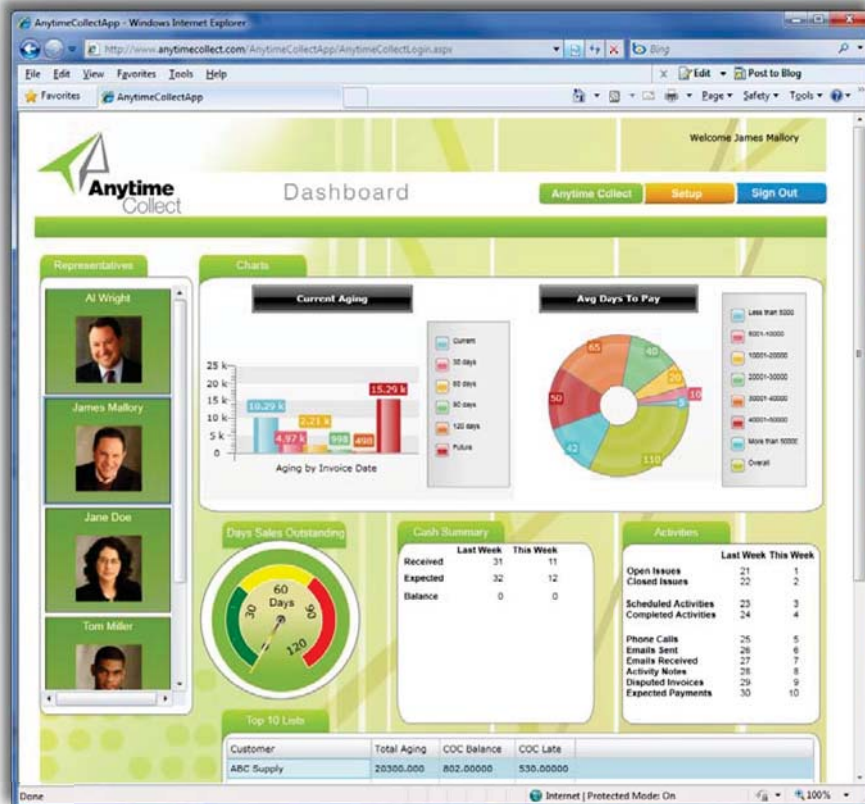 AnytimeCollectApp - Windows Internet Explorer
http://www.anytimecollect.com/AnytimeCollectApp/AnytimeCollectLogin.aspx
Bing
File Edit View Favorites Tools Help
x Edit Post to Blog
Favorites AnytimeCollectApp
Page Safety Tools
Welcome James Mallory
Anytime Collect
Dashboard
Anytime Collect Setup Sign Out
Representatives
Al Wright
James Mallory
Jane Doe
Tom Miller
Charts
Current Aging
25 k
20 k
15 k
10 k
5 k
0
10.29 k
4.97 k
2.21 k
998
498
15.29 k
Aging by Invoice Date
Current
30 days
60 days
90 days
120 days
Future
Avg Days To Pay
65
40
20
10
5
50
42
110
Less than 5000
5001-10000
10001-20000
20001-30000
30001-40000
40001-50000
More than 50000
Overall
Days Sales Outstanding
60
Days
30
90
120
Cash Summary
Last Week This Week
Received 31 11
Expected 32 12
Balance 0 0
Activities
Last Week This Week
Open Issues 21 1
Closed Issues 22 2
Scheduled Activities 23 3
Completed Activities 24 4
Phone Calls 25 5
Emails Sent 26 6
Emails Received 27 7
Activity Notes 28 8
Disputed Invoices 29 9
Expected Payments 30 10
Top 10 Lists
Customer Total Aging COC Balance COC Late
ABC Supply 20300.000 802.00000 530.00000
Done
Internet | Protected Mode: On
100%